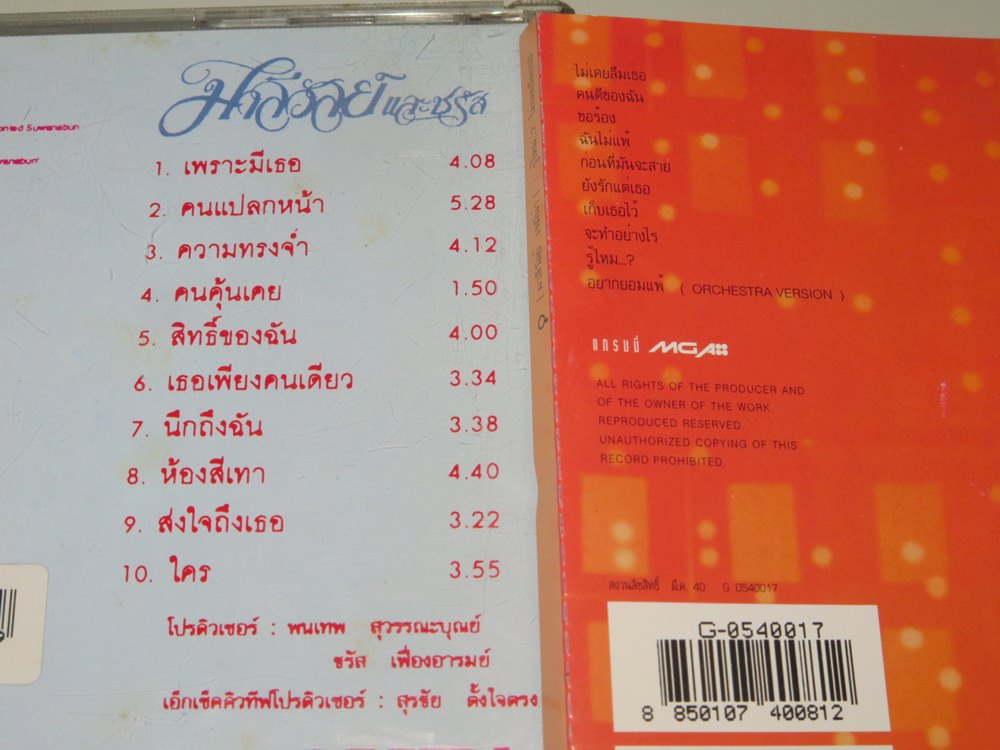 มาลีวัลย์ และ ชรัส
1. เพราะมีเธอ 4.08
2. คนแปลกหน้า 5.28
3. ความทรงจำ 4.12
4. คนคุ้นเคย 1.50
5. สิทธิ์ของฉัน 4.00
6. เธอเพียงคนเดียว 3.34
7. นึกถึงฉัน 3.38
8. ห้องสีเทา 4.40
9. ส่งใจถึงเธอ 3.22
10. ใคร 3.55
โปรดิวเซอร์ : พนเทพ สุวรรณะบุณย์
ชรัส เฟื่องอารมย์
เอ็กเซ็คคิวทีฟโปรดิวเซอร์ : สุรชัย ตั้งใจตรง
ไม่เคยลืมเธอ
คนดีของฉัน
ขอร้อง
ฉันไม่แพ้
ก่อนที่มันจะสาย
ยังรักแต่เธอ
เก็บเธอไว้
จะทำอย่างไร
รู้ไหม...?
อยากยอมแพ้ ( ORCHESTRA VERSION )
แกรมมี่ MGA
ALL RIGHTS OF THE PRODUCER AND
OF THE OWNER OF THE WORK
REPRODUCED RESERVED.
UNAUTHORIZED COPYING OF THIS
RECORD PROHIBITED.
สงวนลิขสิทธิ์ มี.ค. 40 G 0540017
G-0540017
8 850107 400812